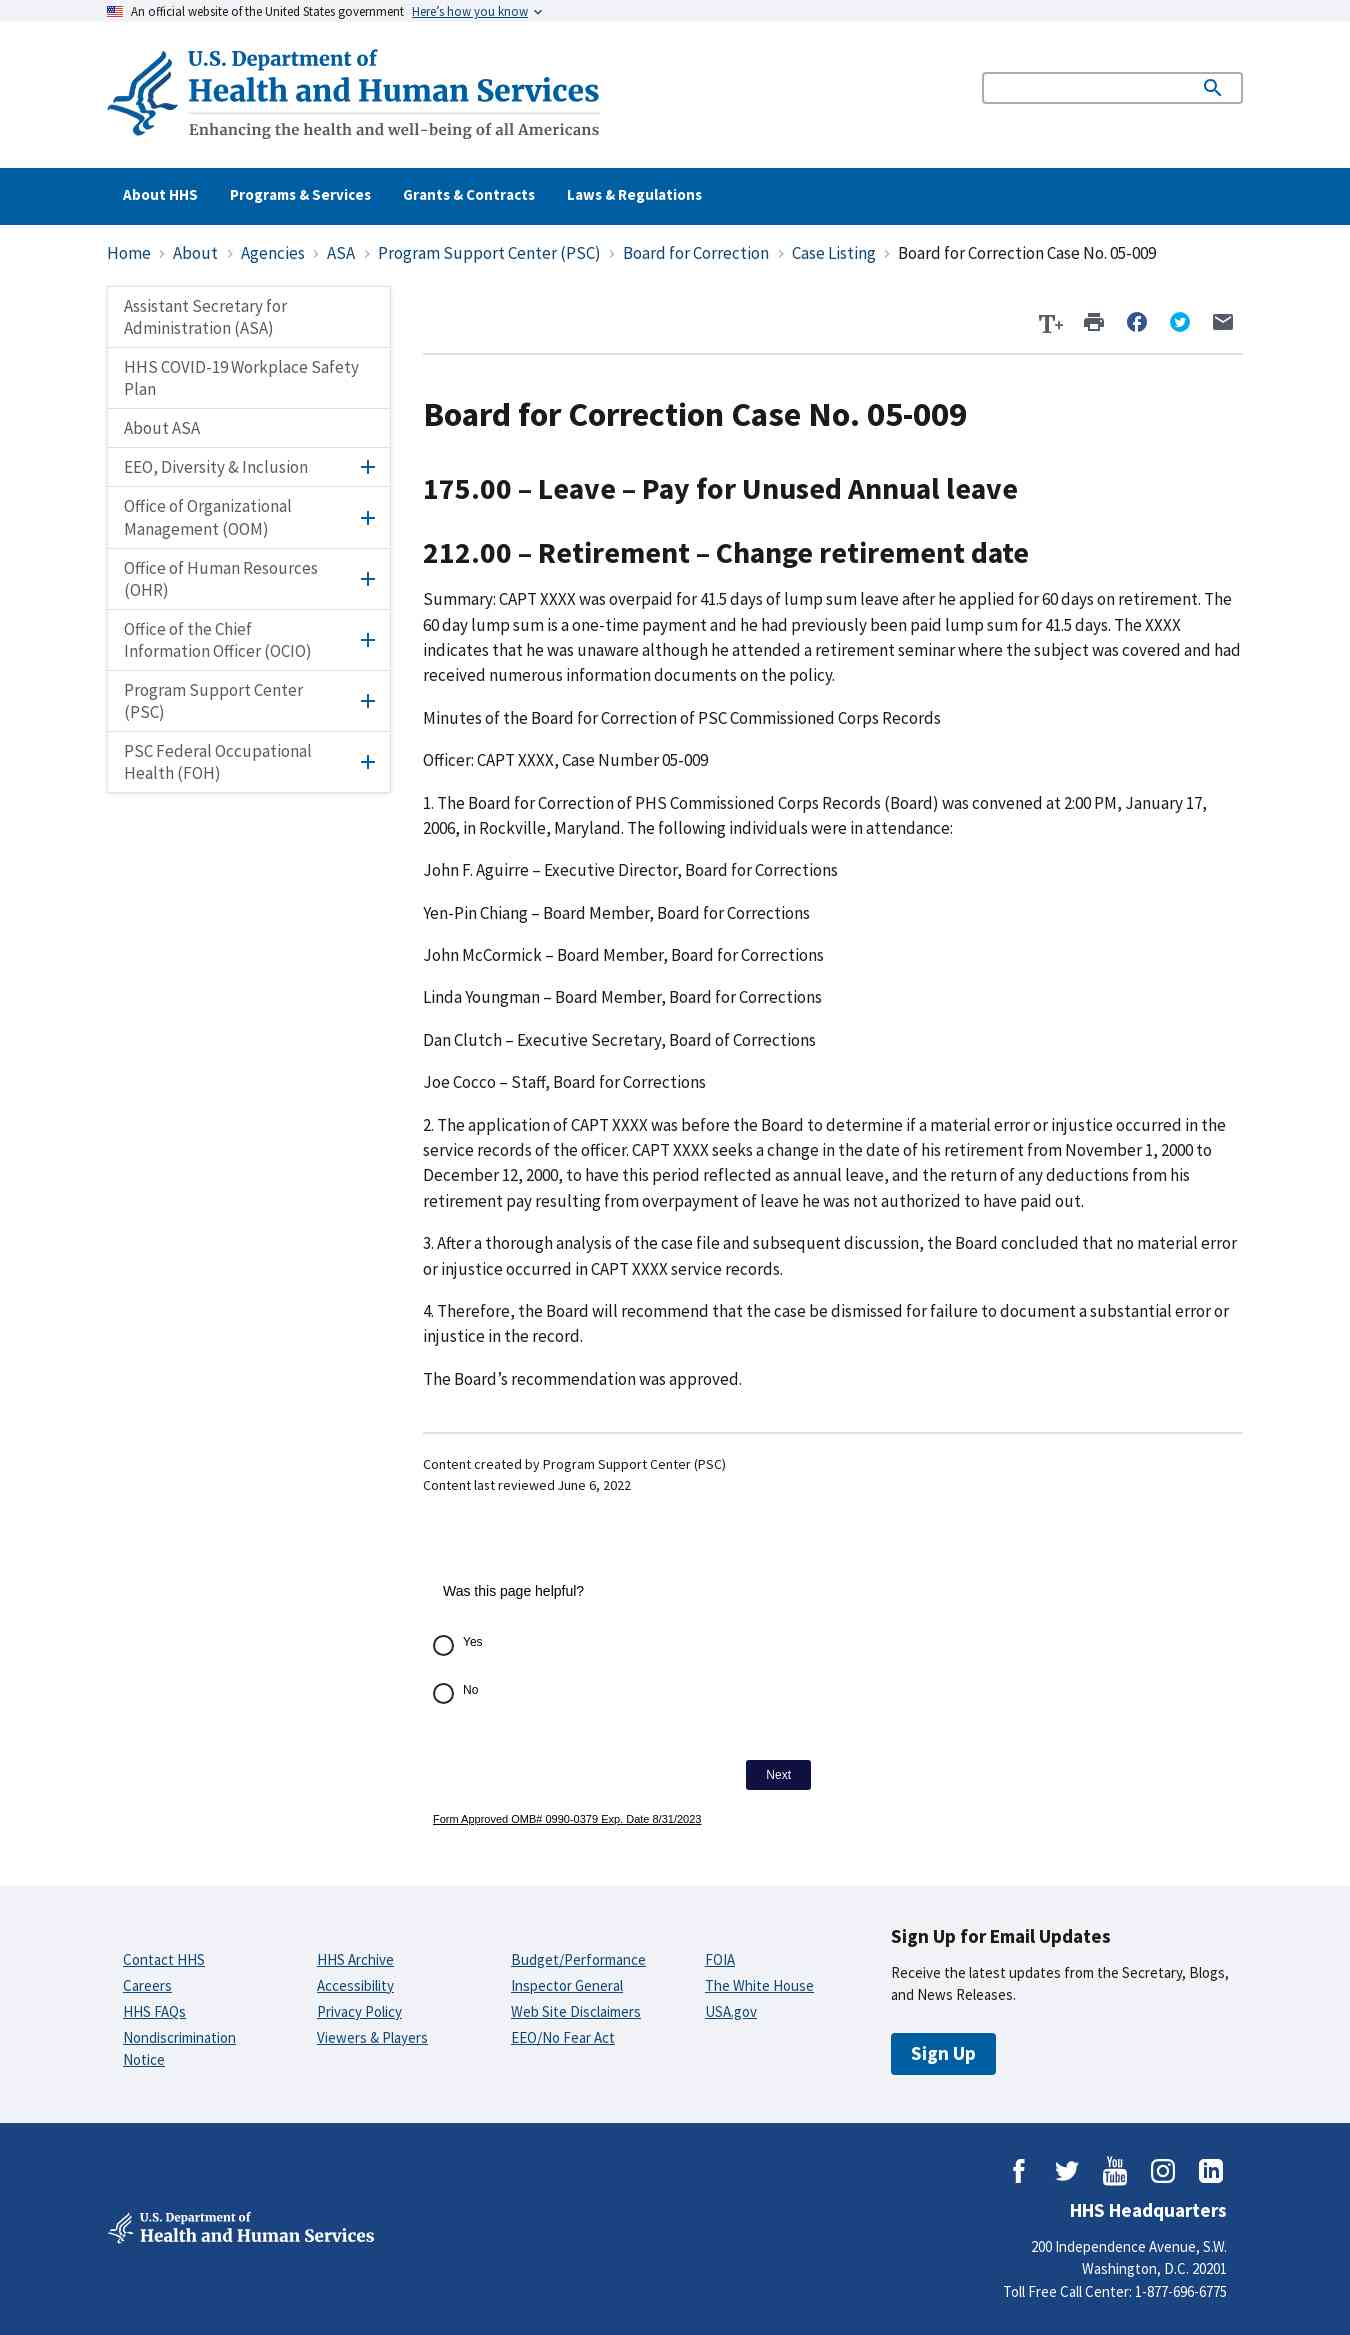 An official website of the United States government Here's how you know
U.S. Department of
Health and Human Services
Enhancing the health and well-being of all Americans
About HHS Programs & Services Grants & Contracts Laws & Regulations
Home › About › Agencies › ASA › Program Support Center (PSC) › Board for Correction › Case Listing › Board for Correction Case No. 05-009
Assistant Secretary for
Administration (ASA)
HHS COVID-19 Workplace Safety
Plan
About ASA
EEO, Diversity & Inclusion
Office of Organizational
Management (OOM)
Office of Human Resources
(OHR)
Office of the Chief
Information Officer (OCIO)
Program Support Center
(PSC)
PSC Federal Occupational
Health (FOH)
T+
Board for Correction Case No. 05-009
175.00 – Leave – Pay for Unused Annual leave
212.00 – Retirement – Change retirement date
Summary: CAPT XXXX was overpaid for 41.5 days of lump sum leave after he applied for 60 days on retirement. The
60 day lump sum is a one-time payment and he had previously been paid lump sum for 41.5 days. The XXXX
indicates that he was unaware although he attended a retirement seminar where the subject was covered and had
received numerous information documents on the policy.
Minutes of the Board for Correction of PSC Commissioned Corps Records
Officer: CAPT XXXX, Case Number 05-009
1. The Board for Correction of PHS Commissioned Corps Records (Board) was convened at 2:00 PM, January 17,
2006, in Rockville, Maryland. The following individuals were in attendance:
John F. Aguirre – Executive Director, Board for Corrections
Yen-Pin Chiang – Board Member, Board for Corrections
John McCormick – Board Member, Board for Corrections
Linda Youngman – Board Member, Board for Corrections
Dan Clutch – Executive Secretary, Board of Corrections
Joe Cocco – Staff, Board for Corrections
2. The application of CAPT XXXX was before the Board to determine if a material error or injustice occurred in the
service records of the officer. CAPT XXXX seeks a change in the date of his retirement from November 1, 2000 to
December 12, 2000, to have this period reflected as annual leave, and the return of any deductions from his
retirement pay resulting from overpayment of leave he was not authorized to have paid out.
3. After a thorough analysis of the case file and subsequent discussion, the Board concluded that no material error
or injustice occurred in CAPT XXXX service records.
4. Therefore, the Board will recommend that the case be dismissed for failure to document a substantial error or
injustice in the record.
The Board’s recommendation was approved.
Content created by Program Support Center (PSC)
Content last reviewed June 6, 2022
Was this page helpful?
Yes
No
Next
Form Approved OMB# 0990-0379 Exp. Date 8/31/2023
Contact HHS
Careers
HHS FAQs
Nondiscrimination
Notice
HHS Archive
Accessibility
Privacy Policy
Viewers & Players
Budget/Performance
Inspector General
Web Site Disclaimers
EEO/No Fear Act
FOIA
The White House
USA.gov
Sign Up for Email Updates
Receive the latest updates from the Secretary, Blogs,
and News Releases.
Sign Up
You
Tube
U.S. Department of
Health and Human Services
HHS Headquarters
200 Independence Avenue, S.W.
Washington, D.C. 20201
Toll Free Call Center: 1-877-696-6775